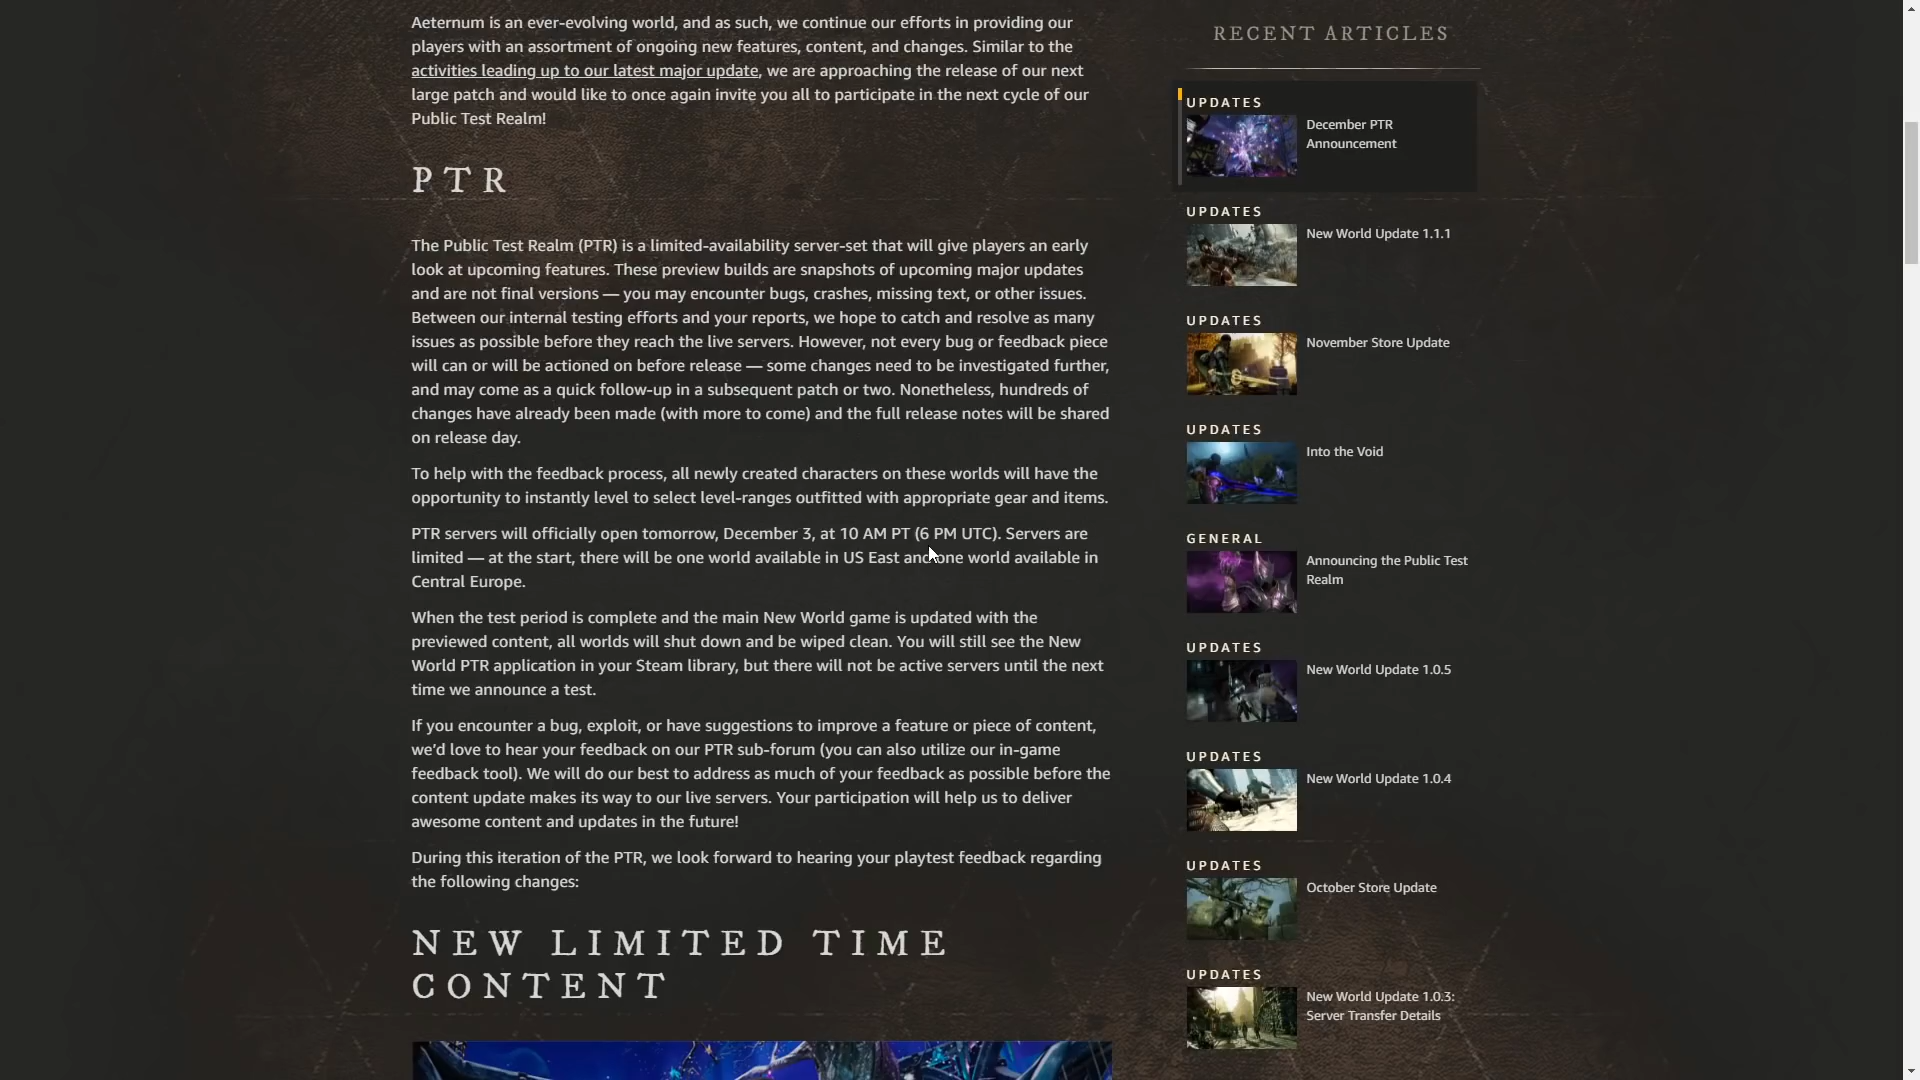 Aeternum is an ever-evolving world, and as such, we continue our efforts in providing our
players with an assortment of ongoing new features, content, and changes. Similar to the
activities leading up to our latest major update, we are approaching the release of our next
large patch and would like to once again invite you all to participate in the next cycle of our
Public Test Realm!
PTR
The Public Test Realm (PTR) is a limited-availability server-set that will give players an early
look at upcoming features. These preview builds are snapshots of upcoming major updates
and are not final versions — you may encounter bugs, crashes, missing text, or other issues.
Between our internal testing efforts and your reports, we hope to catch and resolve as many
issues as possible before they reach the live servers. However, not every bug or feedback piece
will can or will be actioned on before release — some changes need to be investigated further,
and may come as a quick follow-up in a subsequent patch or two. Nonetheless, hundreds of
changes have already been made (with more to come) and the full release notes will be shared
on release day.
To help with the feedback process, all newly created characters on these worlds will have the
opportunity to instantly level to select level-ranges outfitted with appropriate gear and items.
PTR servers will officially open tomorrow, December 3, at 10 AM PT (6 PM UTC). Servers are
limited — at the start, there will be one world available in US East and one world available in
Central Europe.
When the test period is complete and the main New World game is updated with the
previewed content, all worlds will shut down and be wiped clean. You will still see the New
World PTR application in your Steam library, but there will not be active servers until the next
time we announce a test.
If you encounter a bug, exploit, or have suggestions to improve a feature or piece of content,
we’d love to hear your feedback on our PTR sub-forum (you can also utilize our in-game
feedback tool). We will do our best to address as much of your feedback as possible before the
content update makes its way to our live servers. Your participation will help us to deliver
awesome content and updates in the future!
During this iteration of the PTR, we look forward to hearing your playtest feedback regarding
the following changes:
NEW LIMITED TIME
CONTENT
RECENT ARTICLES
UPDATES
December PTR
Announcement
UPDATES
New World Update 1.1.1
UPDATES
November Store Update
UPDATES
Into the Void
GENERAL
Announcing the Public Test
Realm
UPDATES
New World Update 1.0.5
UPDATES
New World Update 1.0.4
UPDATES
October Store Update
UPDATES
New World Update 1.0.3:
Server Transfer Details